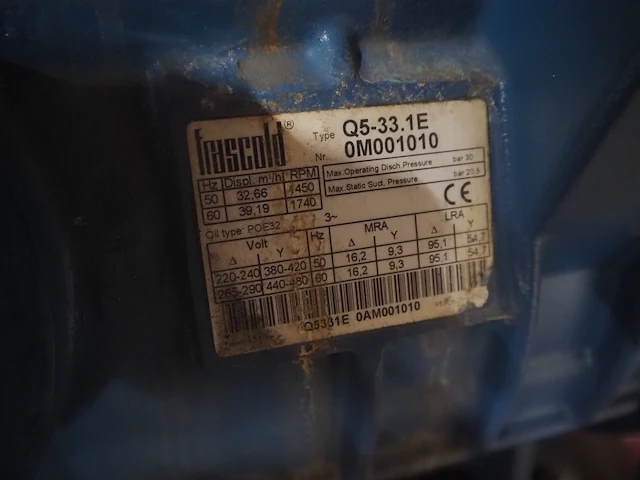 frascold® Type Q5-33.1E
Nr. 0M001010
Hz Displ. m³/h RPM
50 32,66 1450
60 39,19 1740
Max.Operating Disch.Pressure bar 30
Max.Static Suct.Pressure bar 20,5
CE
Oil type: POE32 3~
Volt Hz MRA LRA
Δ Y Δ Y Δ Y
220-240 380-420 50 16,2 9,3 95,1 54,7
265-290 440-480 60 16,2 9,3 95,1 54,7
Q5331E 0AM001010